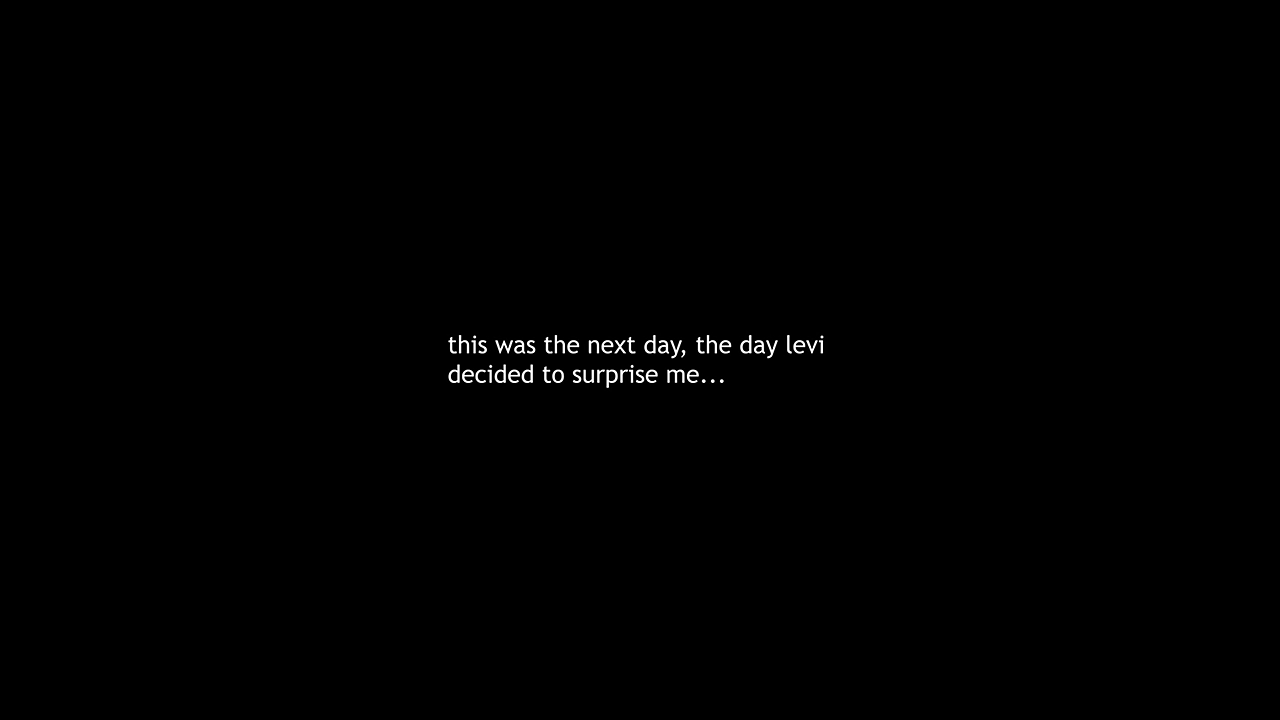 this was the next day, the day levi
decided to surprise me...